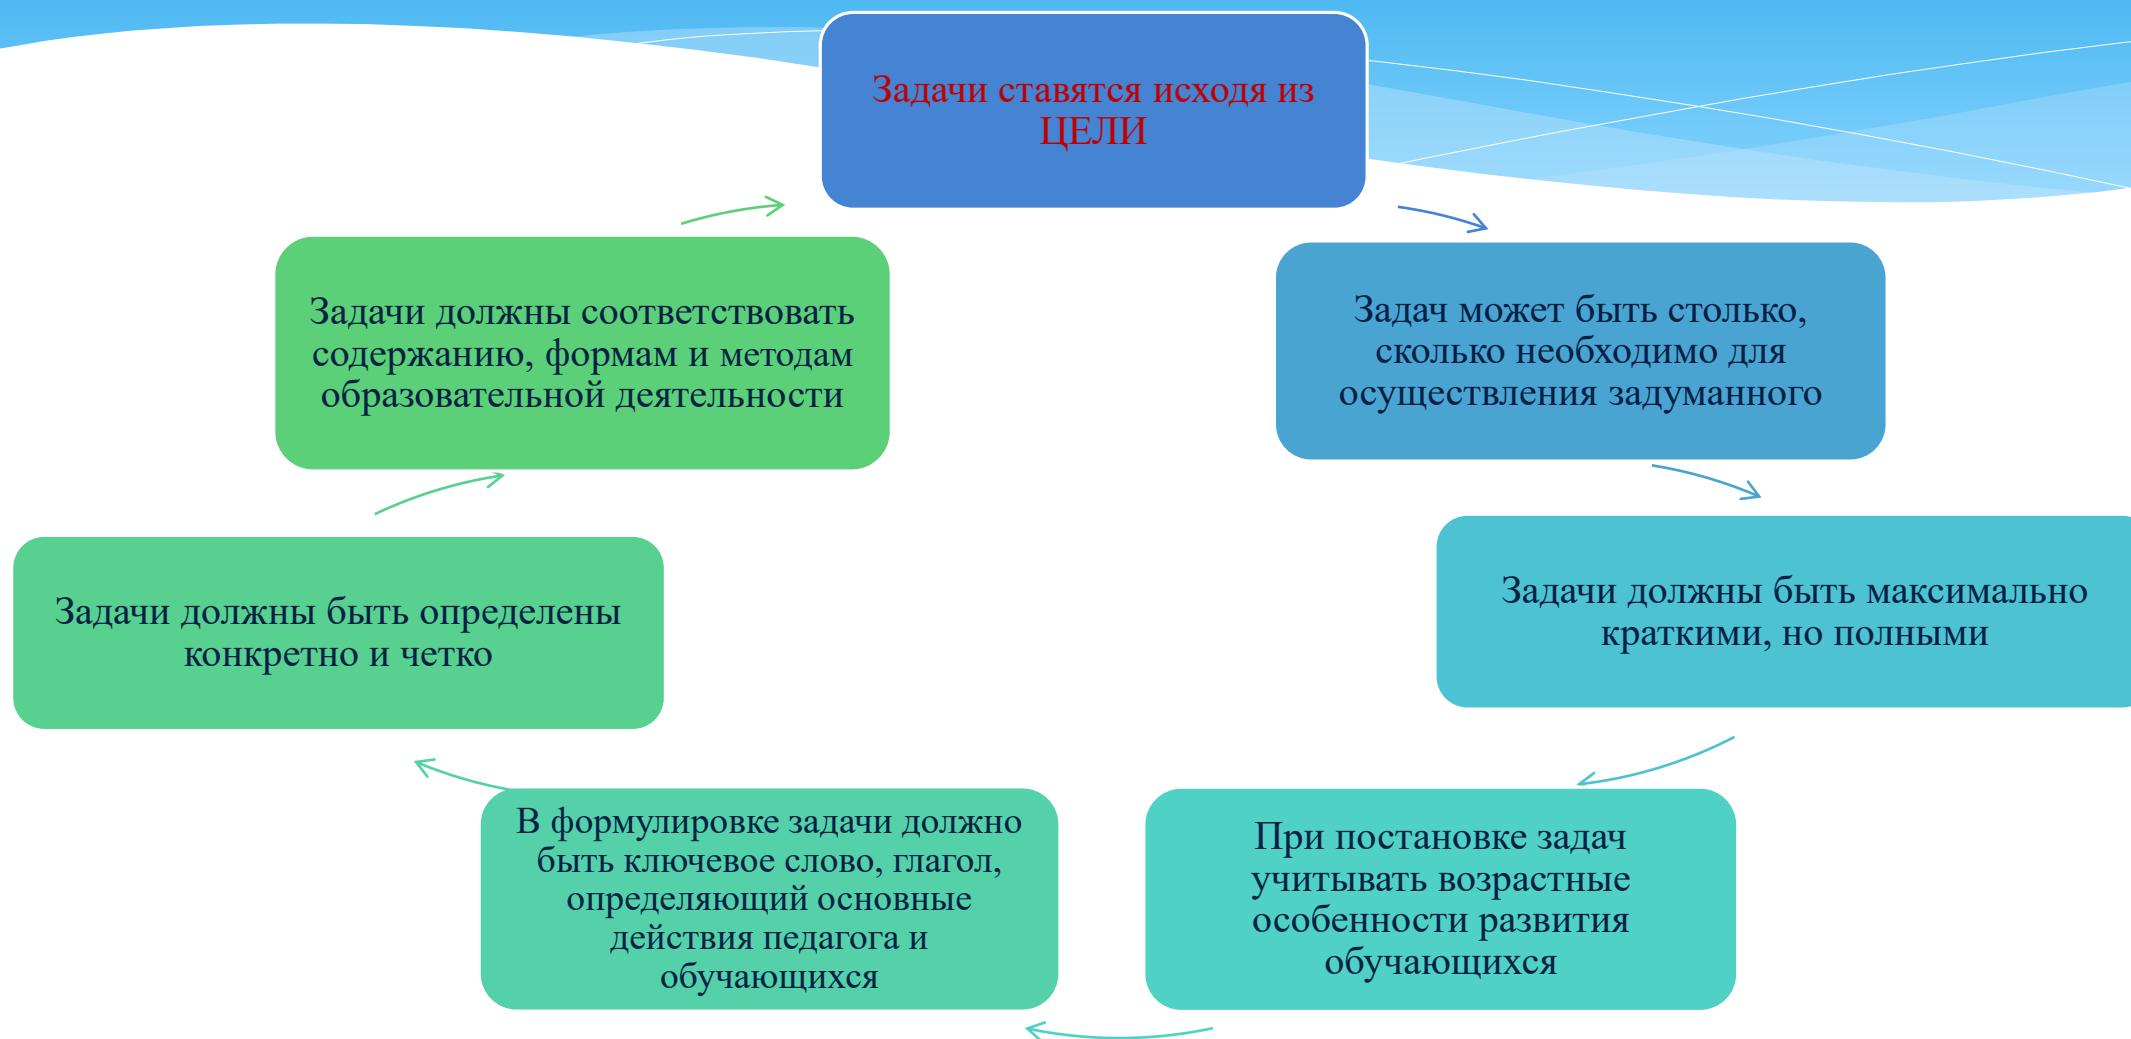 Задачи ставятся исходя из
ЦЕЛИ
Задач может быть столько,
сколько необходимо для
осуществления задуманного
Задачи должны быть максимально
краткими, но полными
При постановке задач
учитывать возрастные
особенности развития
обучающихся
В формулировке задачи должно
быть ключевое слово, глагол,
определяющий основные
действия педагога и
обучающихся
Задачи должны быть определены
конкретно и четко
Задачи должны соответствовать
содержанию, формам и методам
образовательной деятельности